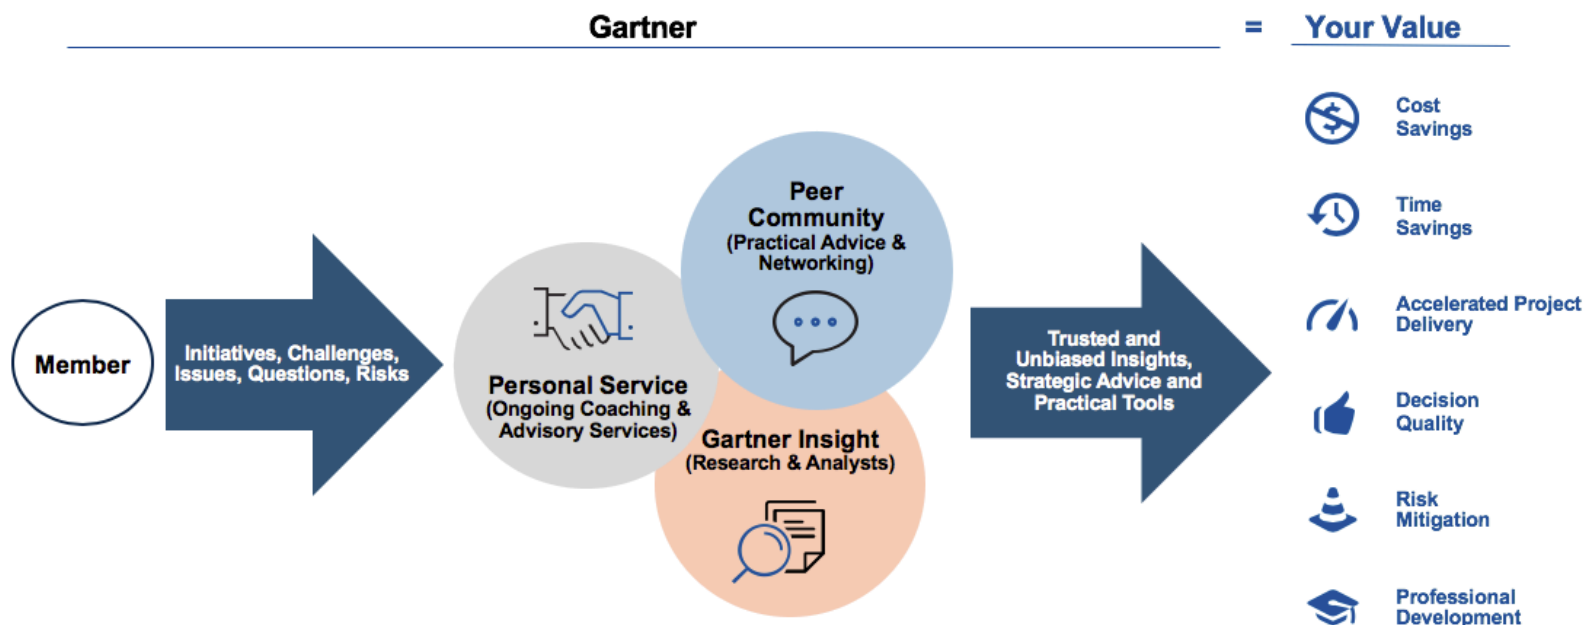 Gartner
= Your Value
Member
Initiatives, Challenges,
Issues, Questions, Risks
Personal Service
(Ongoing Coaching &
Advisory Services)
Peer
Community
(Practical Advice &
Networking)
Gartner Insight
(Research & Analysts)
Trusted and
Unbiased Insights,
Strategic Advice and
Practical Tools
Cost
Savings
Time
Savings
Accelerated Project
Delivery
Decision
Quality
Risk
Mitigation
Professional
Development